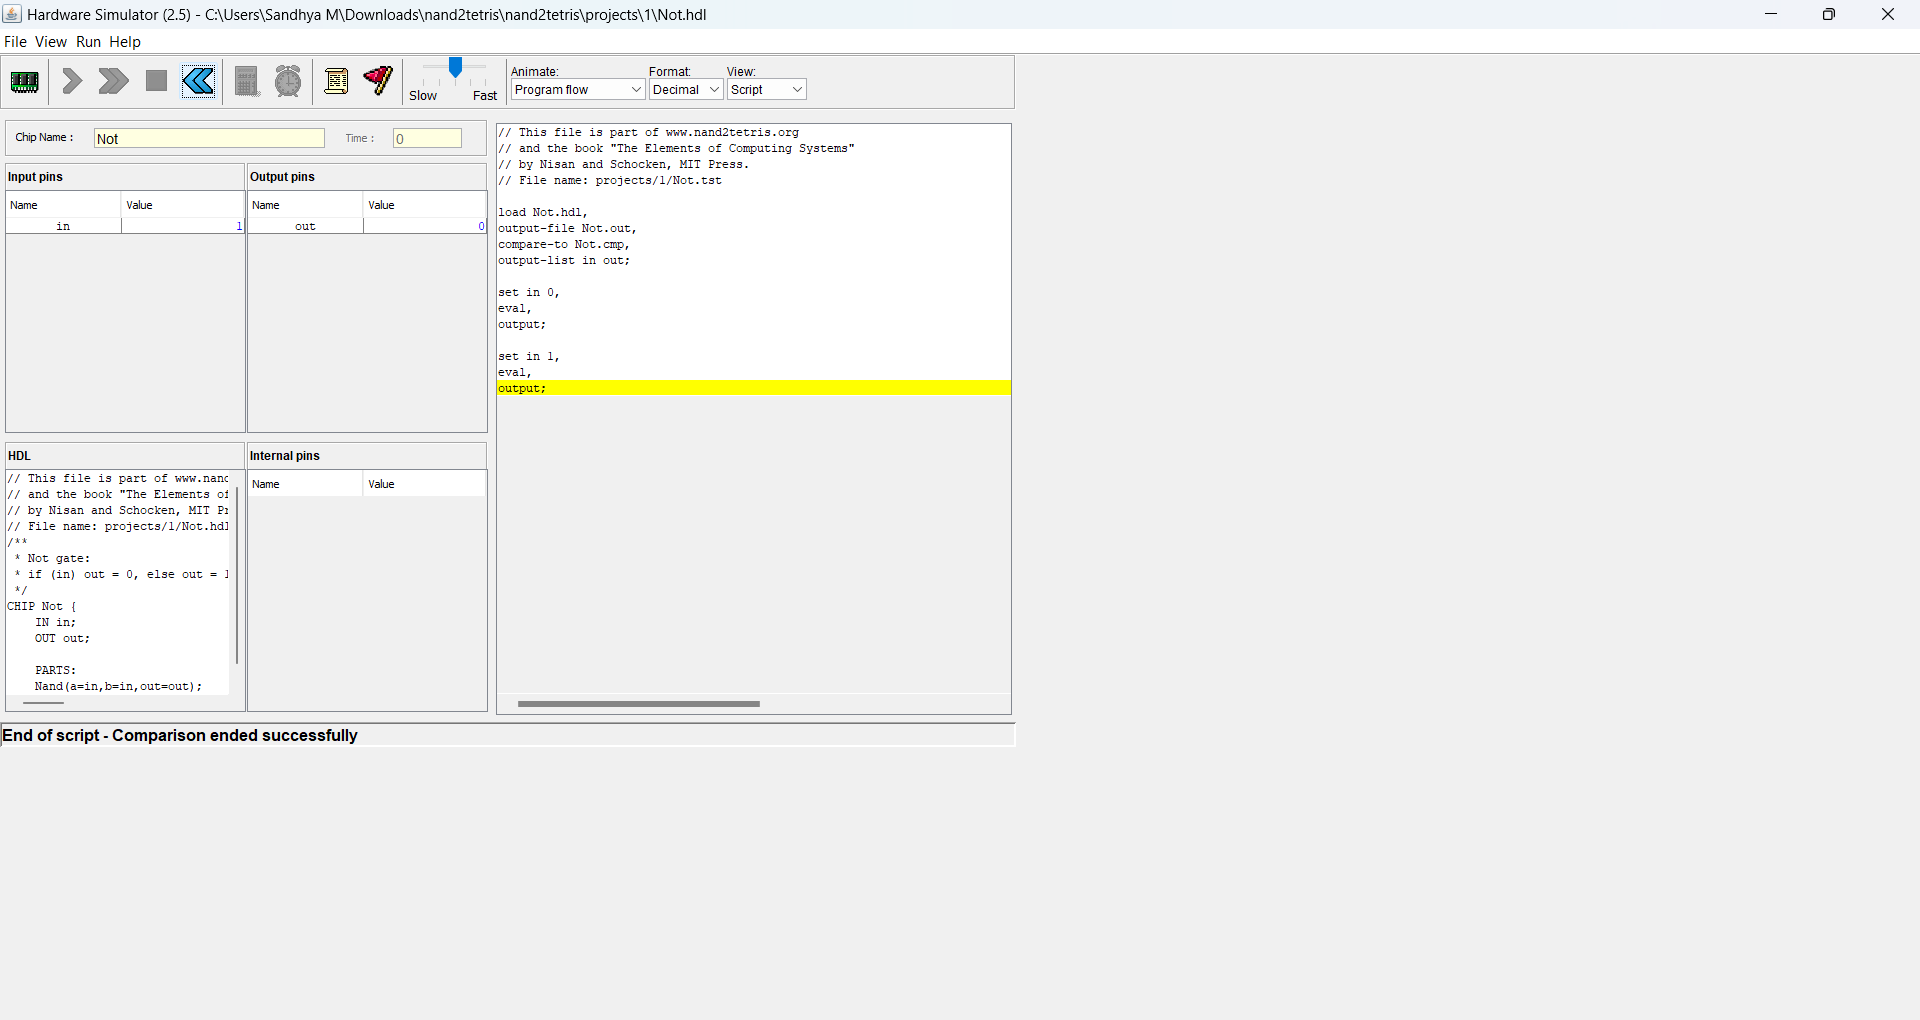 Hardware Simulator (2.5) - C:\Users\Sandhya M\Downloads\nand2tetris\nand2tetris\projects\1\Not.hdl
File View Run Help
Slow Fast
Animate: Format: View:
Program flow Decimal Script
Chip Name : Not Time : 0
Input pins
Name Value
in 1
Output pins
Name Value
out 0
HDL
// This file is part of www.nand
// and the book "The Elements of
// by Nisan and Schocken, MIT Pr
// File name: projects/1/Not.hdl
/**
* Not gate:
* if (in) out = 0, else out = 1
*/
CHIP Not {
IN in;
OUT out;
PARTS:
Nand(a=in,b=in,out=out);
Internal pins
Name Value
// This file is part of www.nand2tetris.org
// and the book "The Elements of Computing Systems"
// by Nisan and Schocken, MIT Press.
// File name: projects/1/Not.tst
load Not.hdl,
output-file Not.out,
compare-to Not.cmp,
output-list in out;
set in 0,
eval,
output;
set in 1,
eval,
output;
End of script - Comparison ended successfully